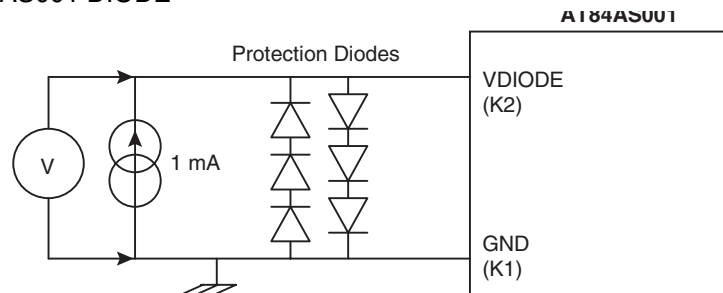 AT84AS001
Protection Diodes
VDIODE
(K2)
V
1 mA
GND
(K1)